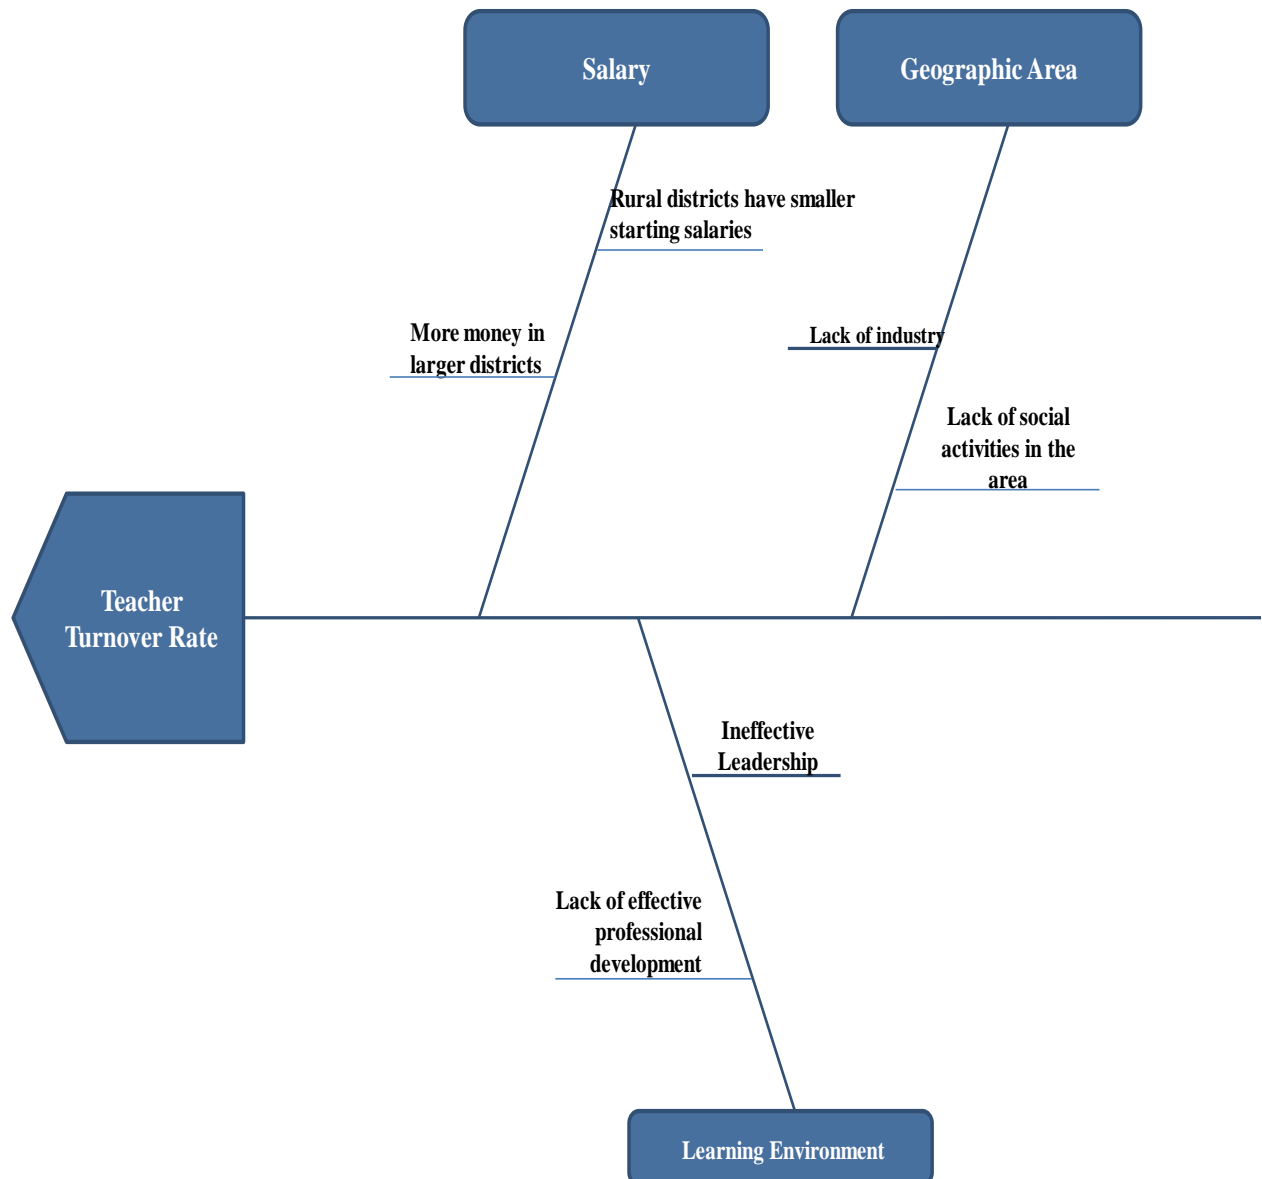 Salary
Geographic Area
Rural districts have smaller
starting salaries
More money in
larger districts
Lack of industry
Lack of social
activities in the
area
Teacher
Turnover Rate
Ineffective
Leadership
Lack of effective
professional
development
Learning Environment